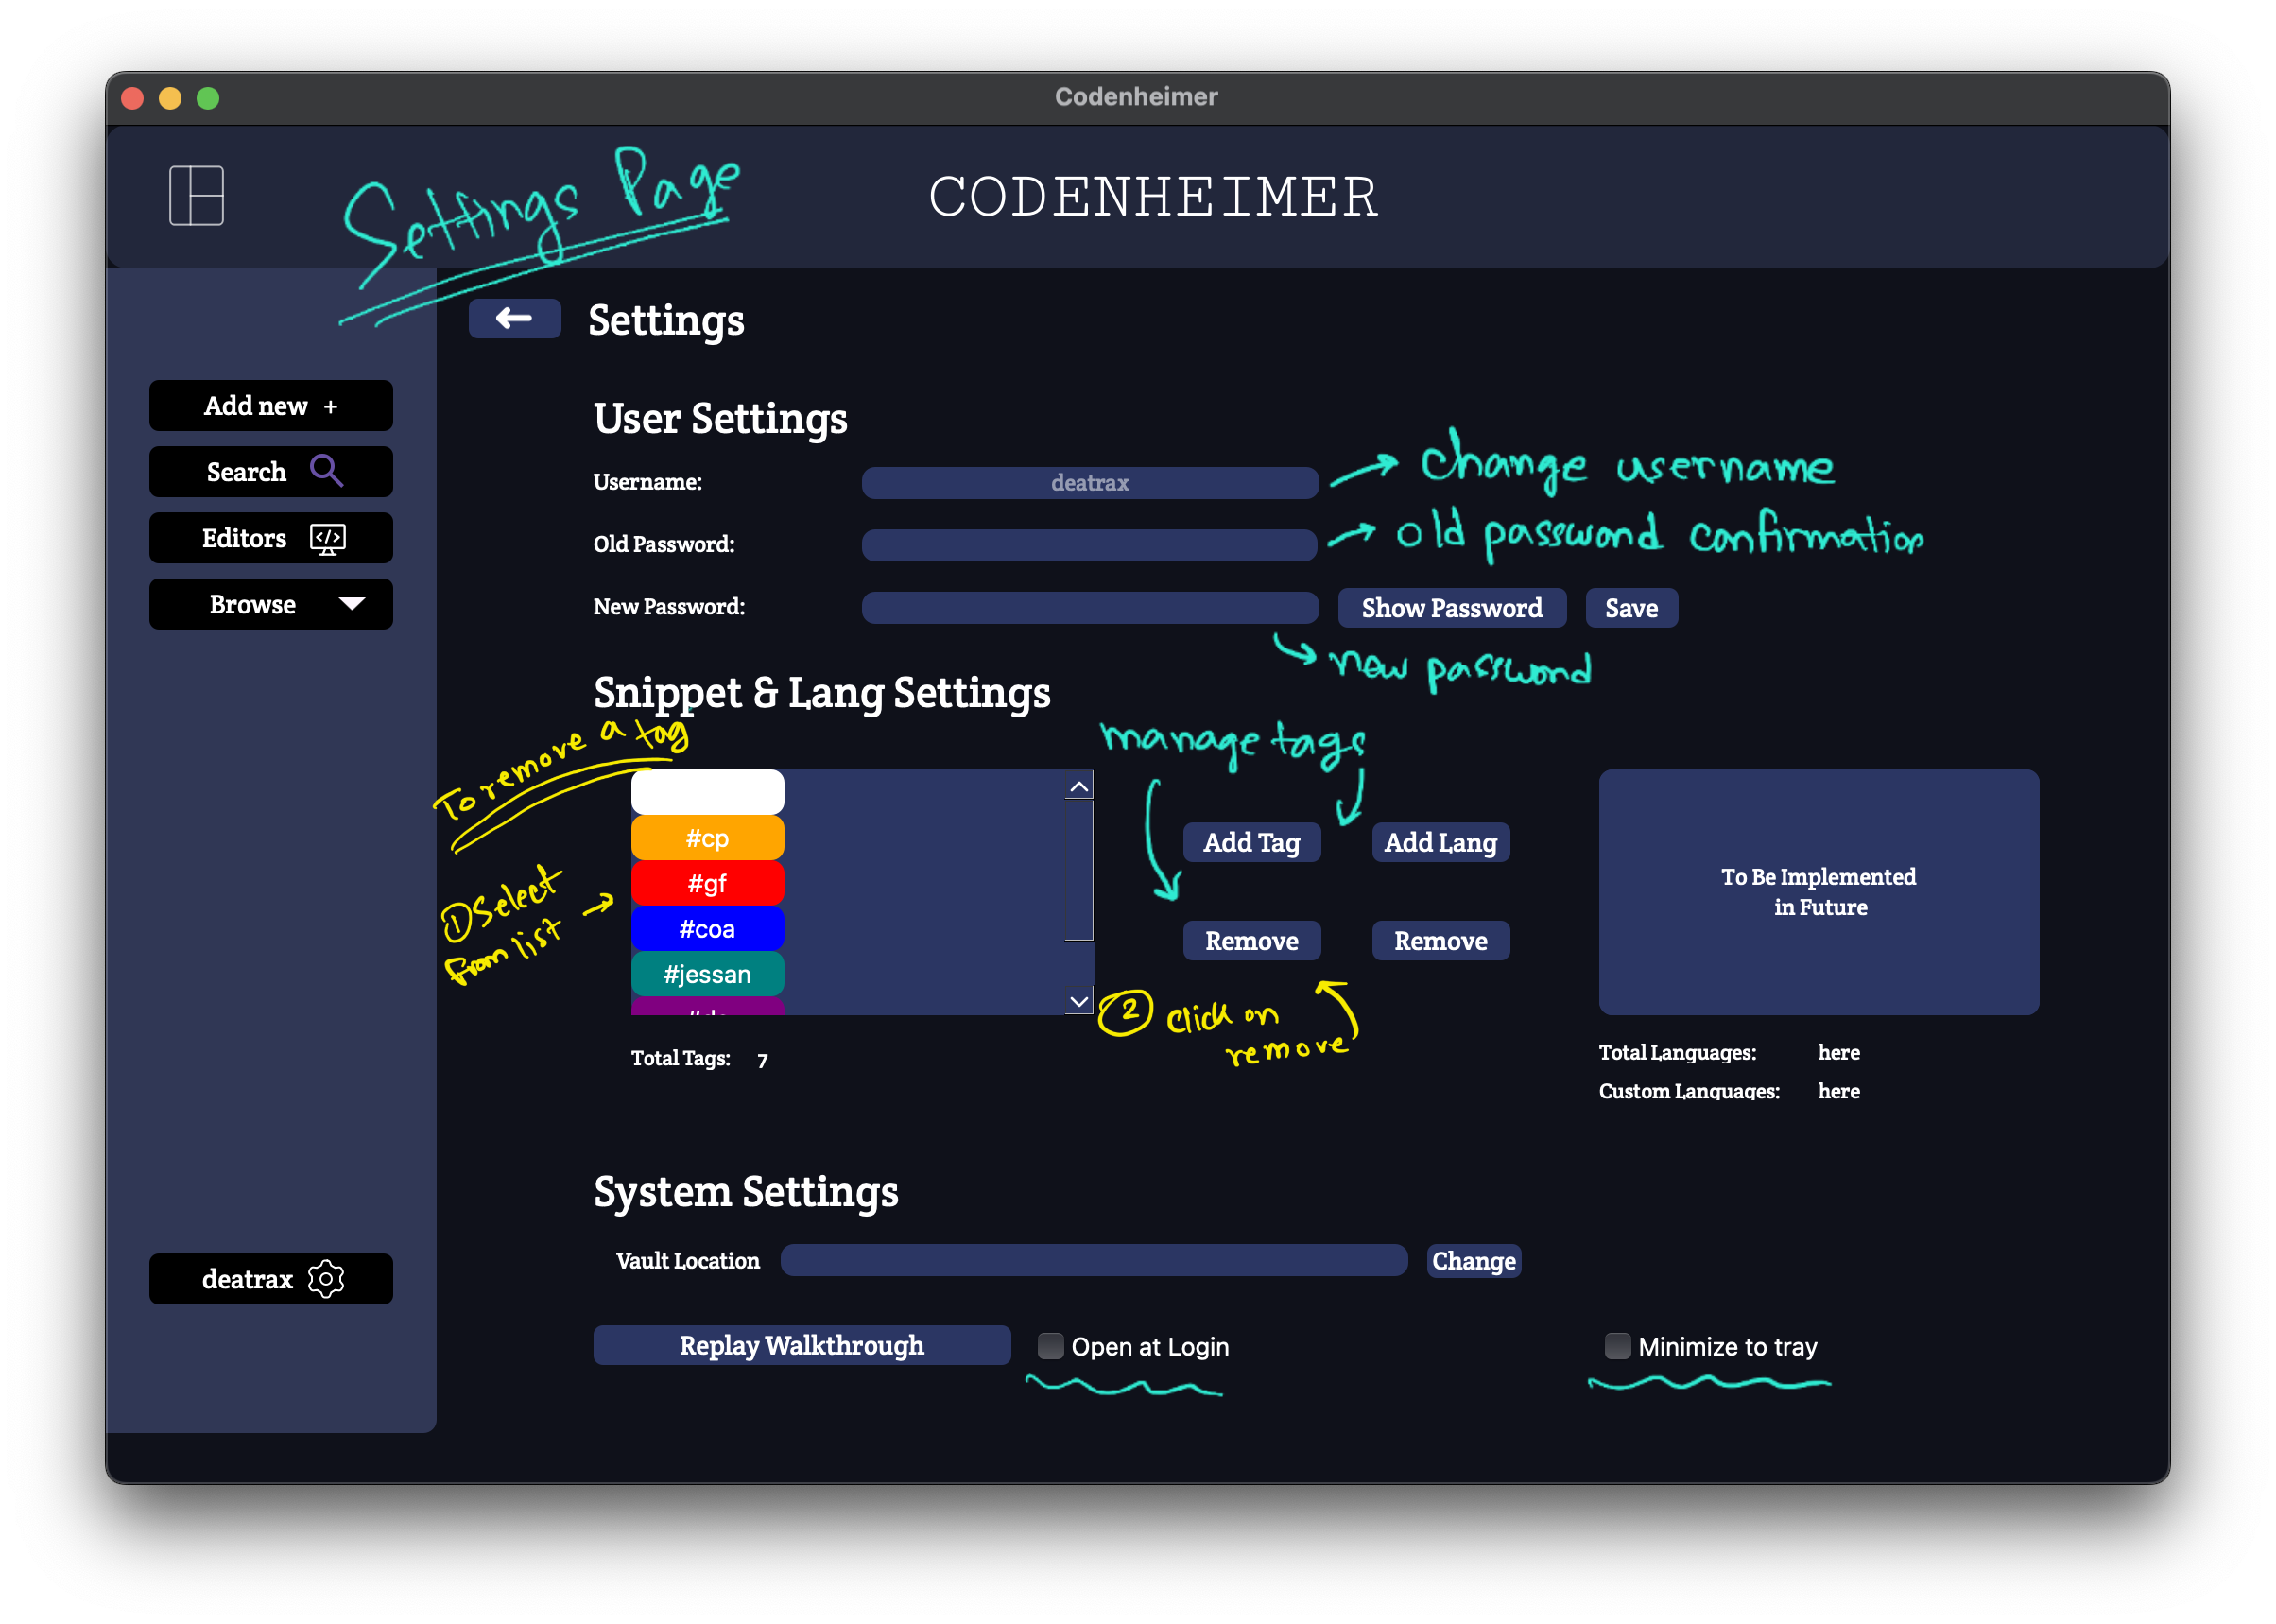 Codenheimer
CODENHEIMER
Settings Page
Settings
Add new +
Search
Editors </>
Browse
deatrax
User Settings
Username: deatrax
change username
Old Password:
old password confirmation
New Password: Show Password Save
new password
Snippet & Lang Settings
To remove a tag
manage tags
#cp
#gf
#coa
#jessan
① Select
from list
Add Tag Add Lang
Remove Remove
② click on
remove
To Be Implemented
in Future
Total Tags: 7
Total Languages: here
Custom Languages: here
System Settings
Vault Location Change
Replay Walkthrough Open at Login Minimize to tray